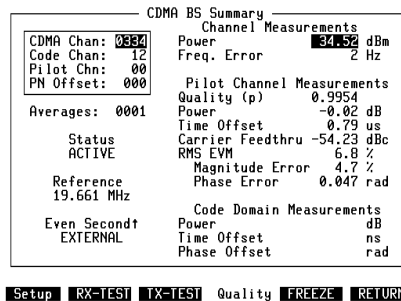 CDMA BS Summary
CDMA Chan: 0334
Code Chan: 12
Pilot Chn: 00
PN Offset: 000
Averages: 0001
Status
ACTIVE
Reference
19.661 MHz
Even Second↑
EXTERNAL
Channel Measurements
Power 34.52 dBm
Freq. Error 2 Hz
Pilot Channel Measurements
Quality (p) 0.9954
Power -0.02 dB
Time Offset 0.79 us
Carrier Feedthru -54.23 dBc
RMS EVM 6.8 %
Magnitude Error 4.7 %
Phase Error 0.047 rad
Code Domain Measurements
Power dB
Time Offset ns
Phase Offset rad
Setup RX-TEST TX-TEST Quality FREEZE RETURN